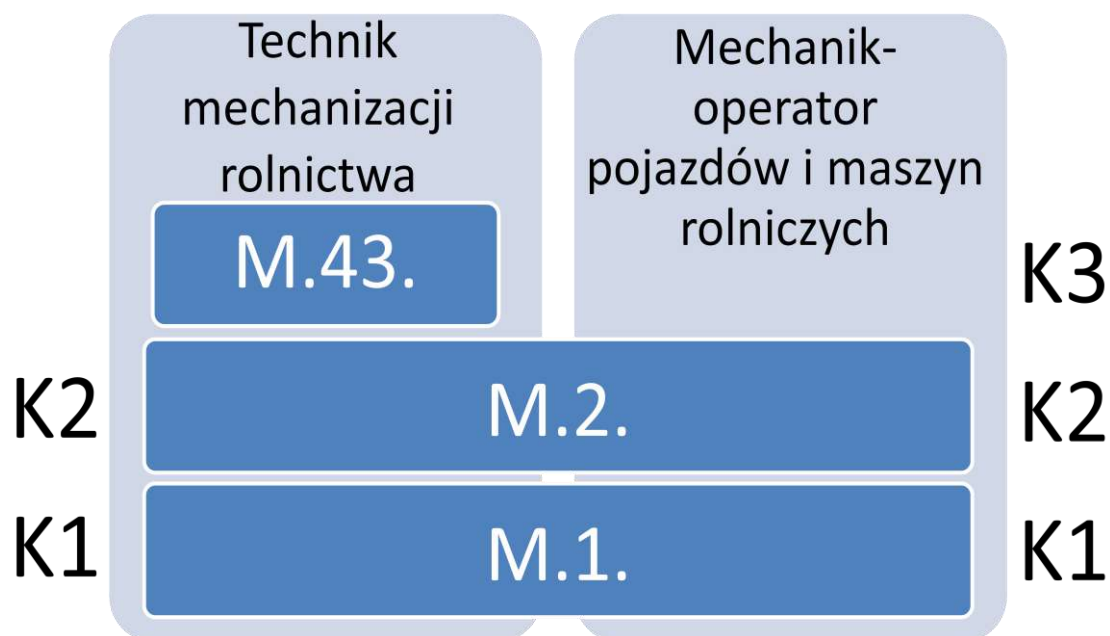 Technik
mechanizacji
rolnictwa
Mechanik-
operator
pojazdów i maszyn
rolniczych
M.43.
K3
K2
M.2.
K2
K1
M.1.
K1